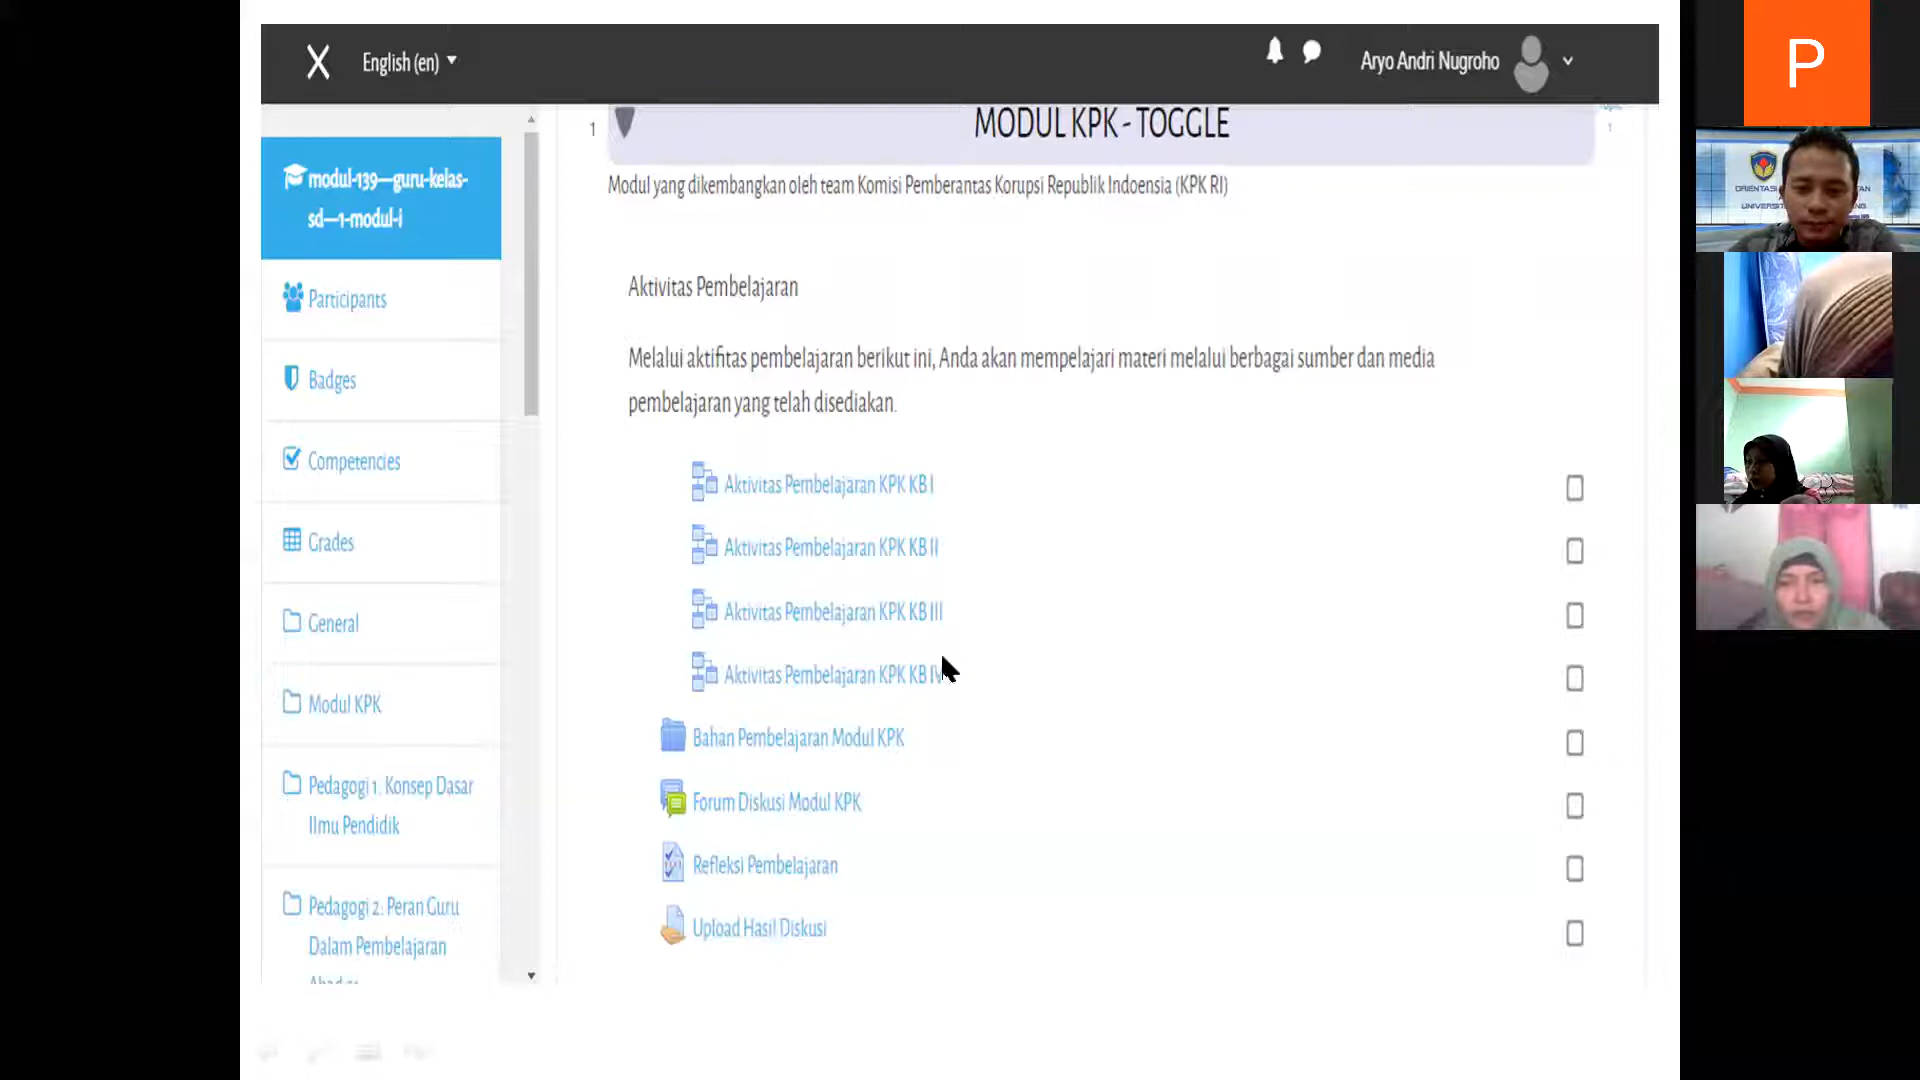 English (en)
Aryo Andri Nugroho
P
1
MODUL KPK - TOGGLE
1
Modul yang dikembangkan oleh team Komisi Pemberantas Korupsi Republik Indoensia (KPK RI)
modul-139—guru-kelas-
sd—1-modul-i
Participants
Badges
Competencies
Grades
General
Modul KPK
Pedagogi 1. Konsep Dasar
Ilmu Pendidik
Pedagogi 2: Peran Guru
Dalam Pembelajaran
Aktivitas Pembelajaran
Melalui aktifitas pembelajaran berikut ini, Anda akan mempelajari materi melalui berbagai sumber dan media
pembelajaran yang telah disediakan.
Aktivitas Pembelajaran KPK KB I
Aktivitas Pembelajaran KPK KB II
Aktivitas Pembelajaran KPK KB III
Aktivitas Pembelajaran KPK KB IV
Bahan Pembelajaran Modul KPK
Forum Diskusi Modul KPK
Refleksi Pembelajaran
Upload Hasil Diskusi